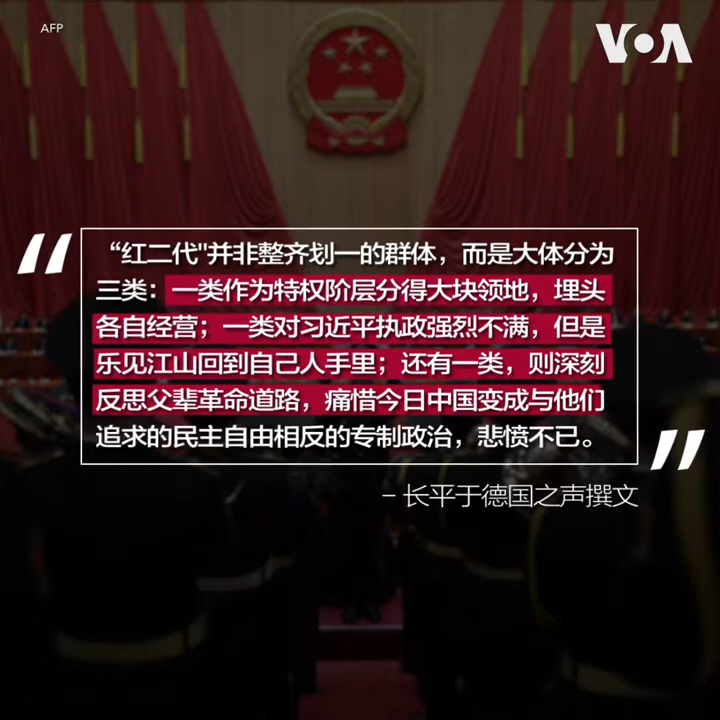 AFP
VOA
“红二代"并非整齐划一的群体，而是大体分为
三类：一类作为特权阶层分得大块领地，埋头
各自经营；一类对习近平执政强烈不满，但是
乐见江山回到自己人手里；还有一类，则深刻
反思父辈革命道路，痛惜今日中国变成与他们
追求的民主自由相反的专制政治，悲愤不已。
– 长平于德国之声撰文